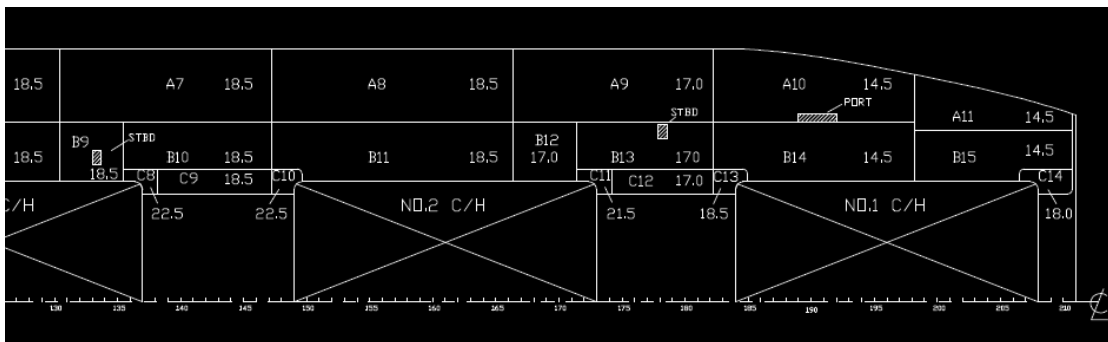 18.5 A7 18.5 A8 18.5 A9 17.0 A10 14.5
PORT
STBD
A11 14.5
18.5 B9 STBD B10 18.5 B11 18.5 B12 17.0 B13 170 B14 14.5 B15 14.5
18.5 C8 C9 18.5 C10 C11 C12 17.0 C13 C14
22.5 22.5 21.5 18.5 18.0
C/H NO.2 C/H NO.1 C/H
130 135 140 145 150 155 160 165 170 175 180 185 190 195 200 205 210